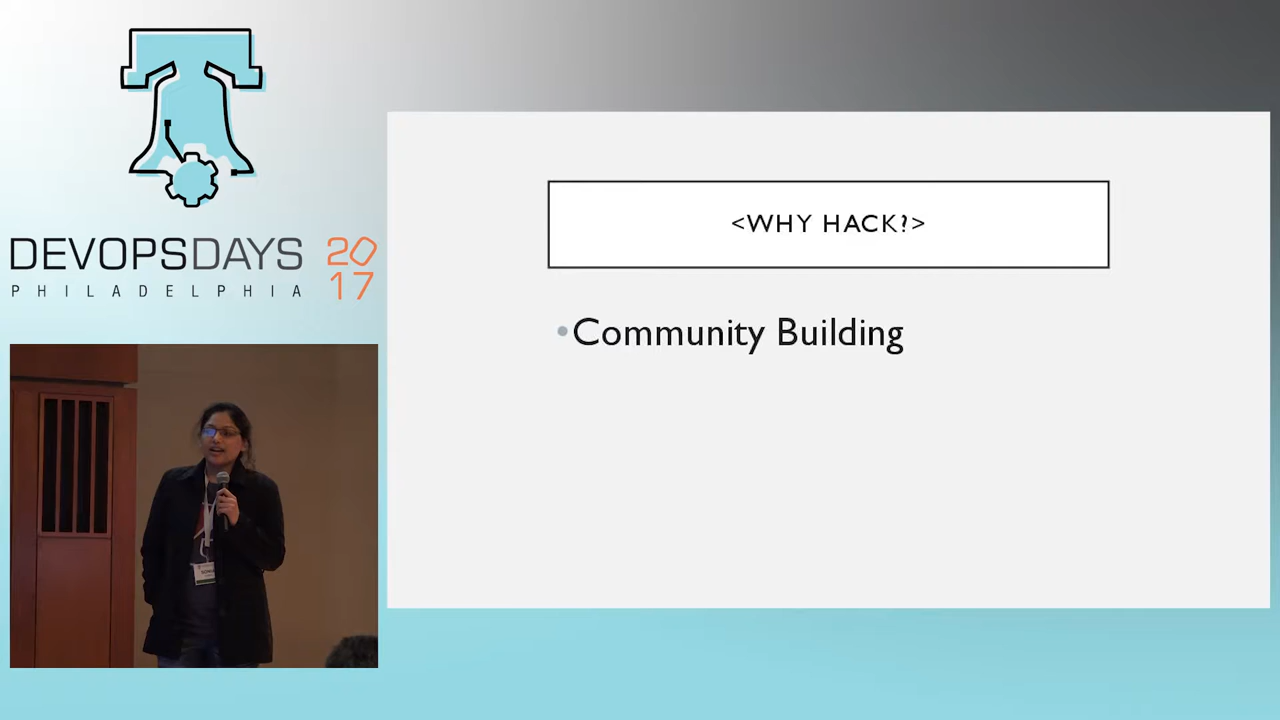 DEVOPSDAYS
2017
PHILADELPHIA
<WHY HACK?>
•Community Building